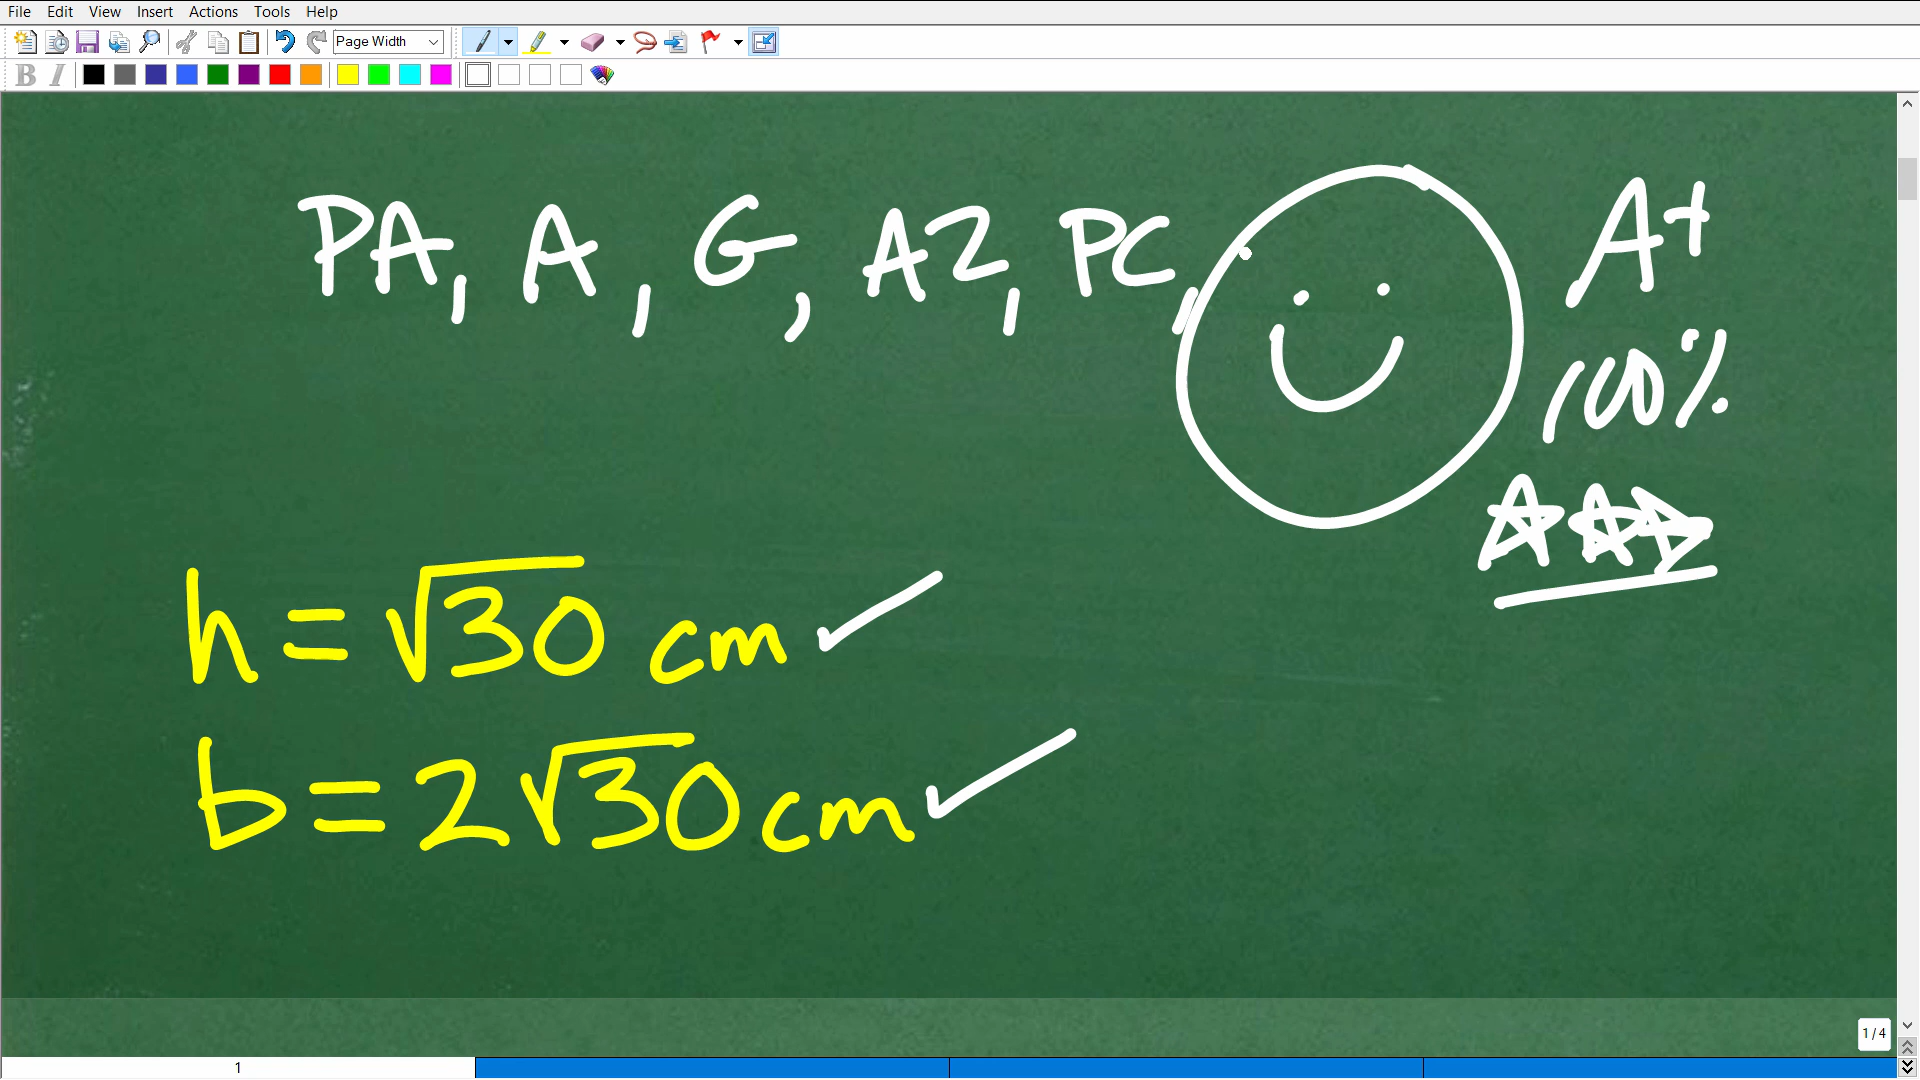 File Edit View Insert Actions Tools Help
Page Width
B I
PA, A, G, A2, PC,
A+
100%
h = √30 cm ✓
b = 2√30 cm ✓
1 / 4
1